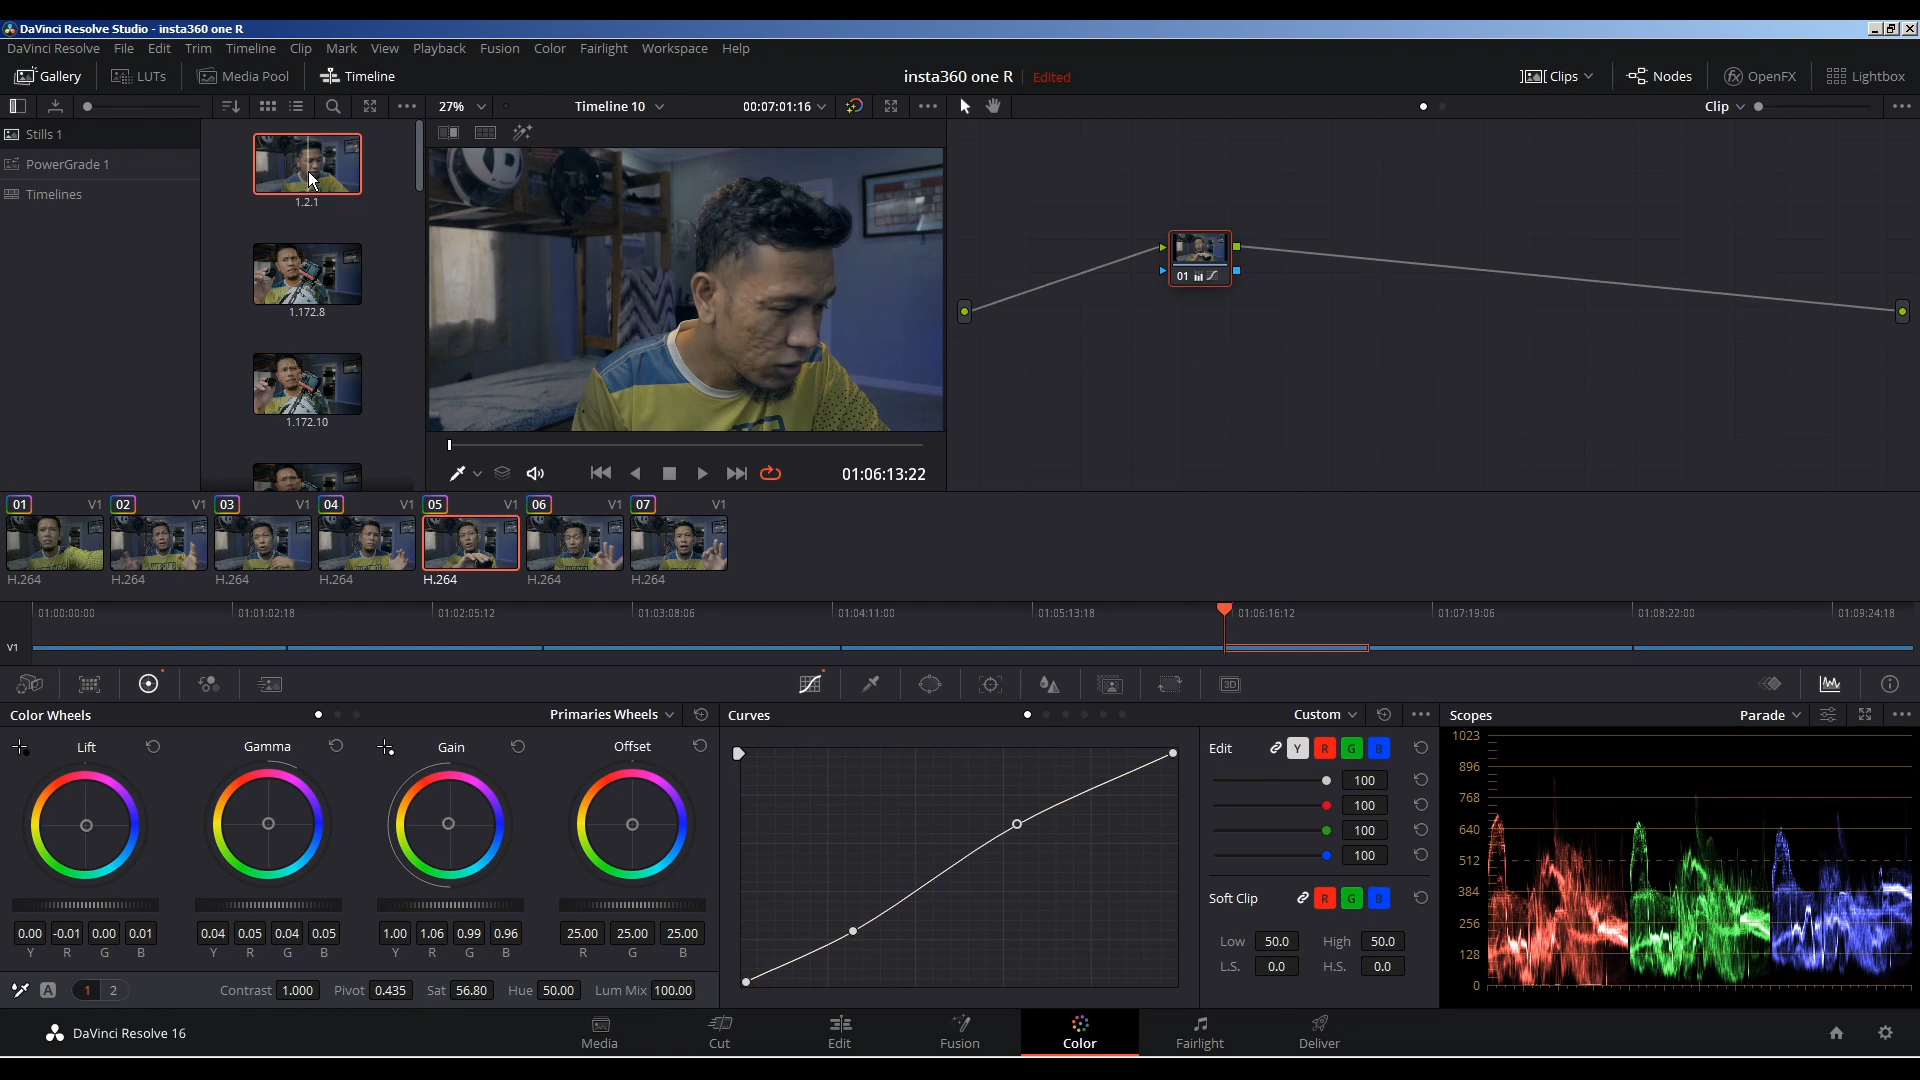 DaVinci Resolve Studio - insta360 one R
DaVinci Resolve File Edit Trim Timeline Clip Mark View Playback Fusion Color Fairlight Workspace Help
Gallery LUTs Media Pool Timeline insta360 one R Edited Clips Nodes OpenFX Lightbox
27% Timeline 10 00:07:01:16 Clip
Stills 1
PowerGrade 1
Timelines
1.2.1
1.172.8
1.172.10
01
01:06:13:22
01 V1 02 V1 03 V1 04 V1 05 V1 06 V1 07 V1
H.264 H.264 H.264 H.264 H.264 H.264 H.264
01:00:00:00 01:01:02:18 01:02:05:12 01:03:08:06 01:04:11:00 01:05:13:18 01:06:16:12 01:07:19:06 01:08:22:00 01:09:24:18
V1
3D
Color Wheels Primaries Wheels Curves Custom Scopes Parade
Lift Gamma Gain Offset
0.00 -0.01 0.00 0.01 0.04 0.05 0.04 0.05 1.00 1.06 0.99 0.96 25.00 25.00 25.00
Y R G B Y R G B Y R G B R G B
A 1 2 Contrast 1.000 Pivot 0.435 Sat 56.80 Hue 50.00 Lum Mix 100.00
Edit Y R G B
100
100
100
100
Soft Clip R G B
Low 50.0 High 50.0
L.S. 0.0 H.S. 0.0
1023
896
768
640
512
384
256
128
0
DaVinci Resolve 16 Media Cut Edit Fusion Color Fairlight Deliver